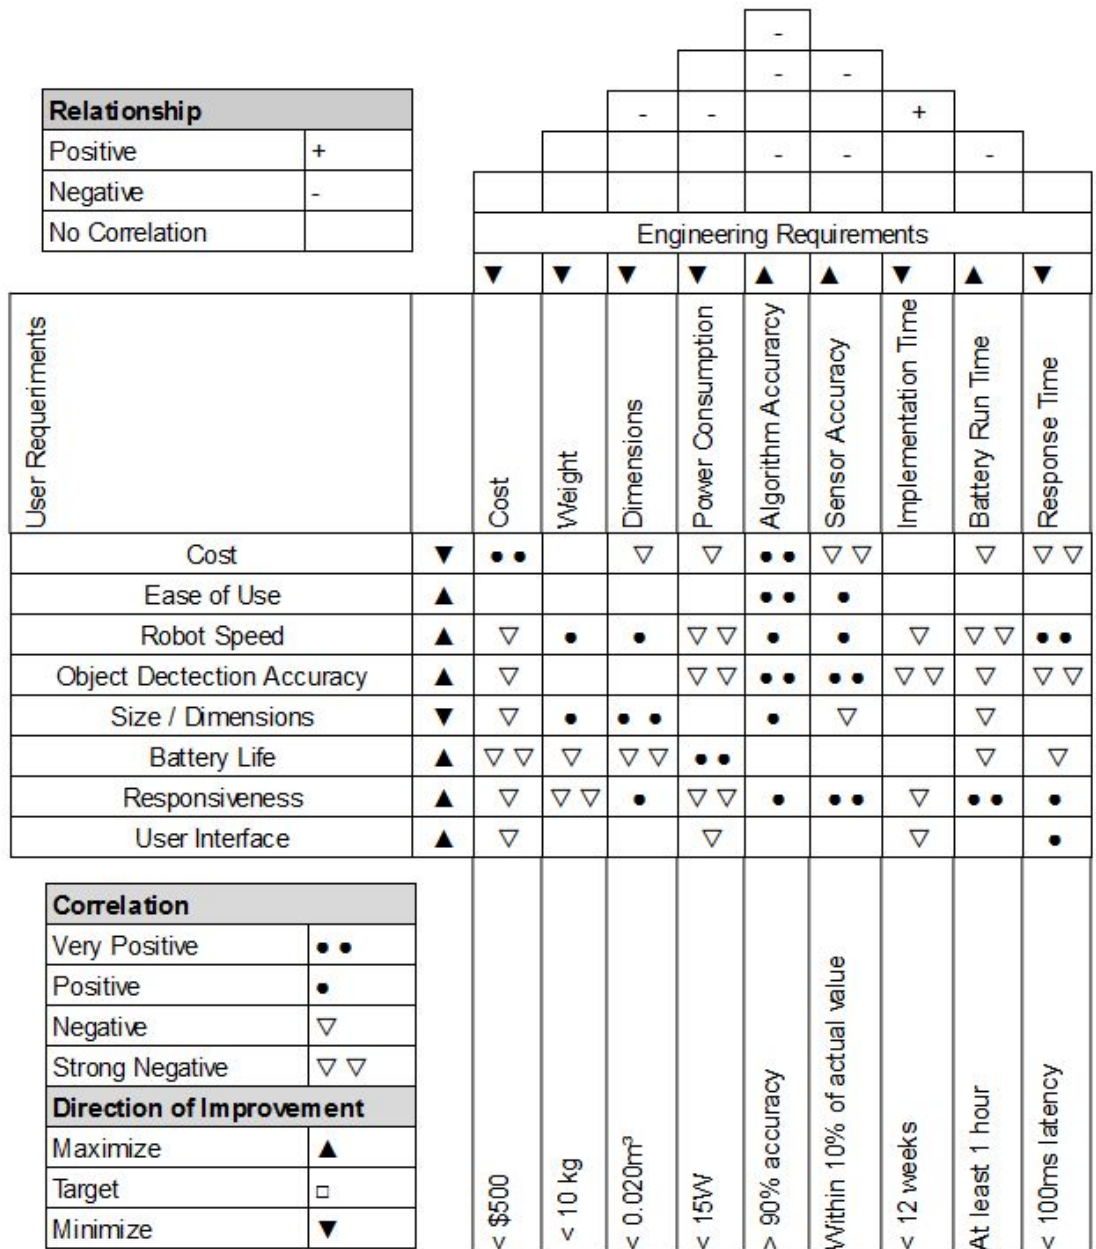 -
- -
Relationship
- - +
Positive +
- - -
Negative -
No Correlation
Engineering Requirements
▼ ▼ ▼ ▼ ▲ ▲ ▼ ▲ ▼
User Requeriments
Cost
Weight
Dimensions
Power Consumption
Algorithm Accurarcy
Sensor Accuracy
Implementation Time
Battery Run Time
Response Time
Cost ▼ ●● ▽ ▽ ●● ▽▽ ▽ ▽▽
Ease of Use ▲ ●● ●
Robot Speed ▲ ▽ ● ● ▽▽ ● ● ▽ ▽▽ ●●
Object Dectection Accuracy ▲ ▽ ▽▽ ●● ●● ▽▽ ▽ ▽▽
Size / Dimensions ▼ ▽ ● ●● ● ▽ ▽
Battery Life ▲ ▽▽ ▽ ▽▽ ●● ▽ ▽
Responsiveness ▲ ▽ ▽▽ ● ▽▽ ● ●● ▽ ●● ●
User Interface ▲ ▽ ▽ ▽ ●
Correlation
Very Positive ●●
Positive ●
Negative ▽
Strong Negative ▽▽
Direction of Improvement
Maximize ▲
Target □
Minimize ▼
< $500
< 10 kg
< 0.020m³
< 15W
> 90% accuracy
Within 10% of actual value
< 12 weeks
At least 1 hour
< 100ms latency